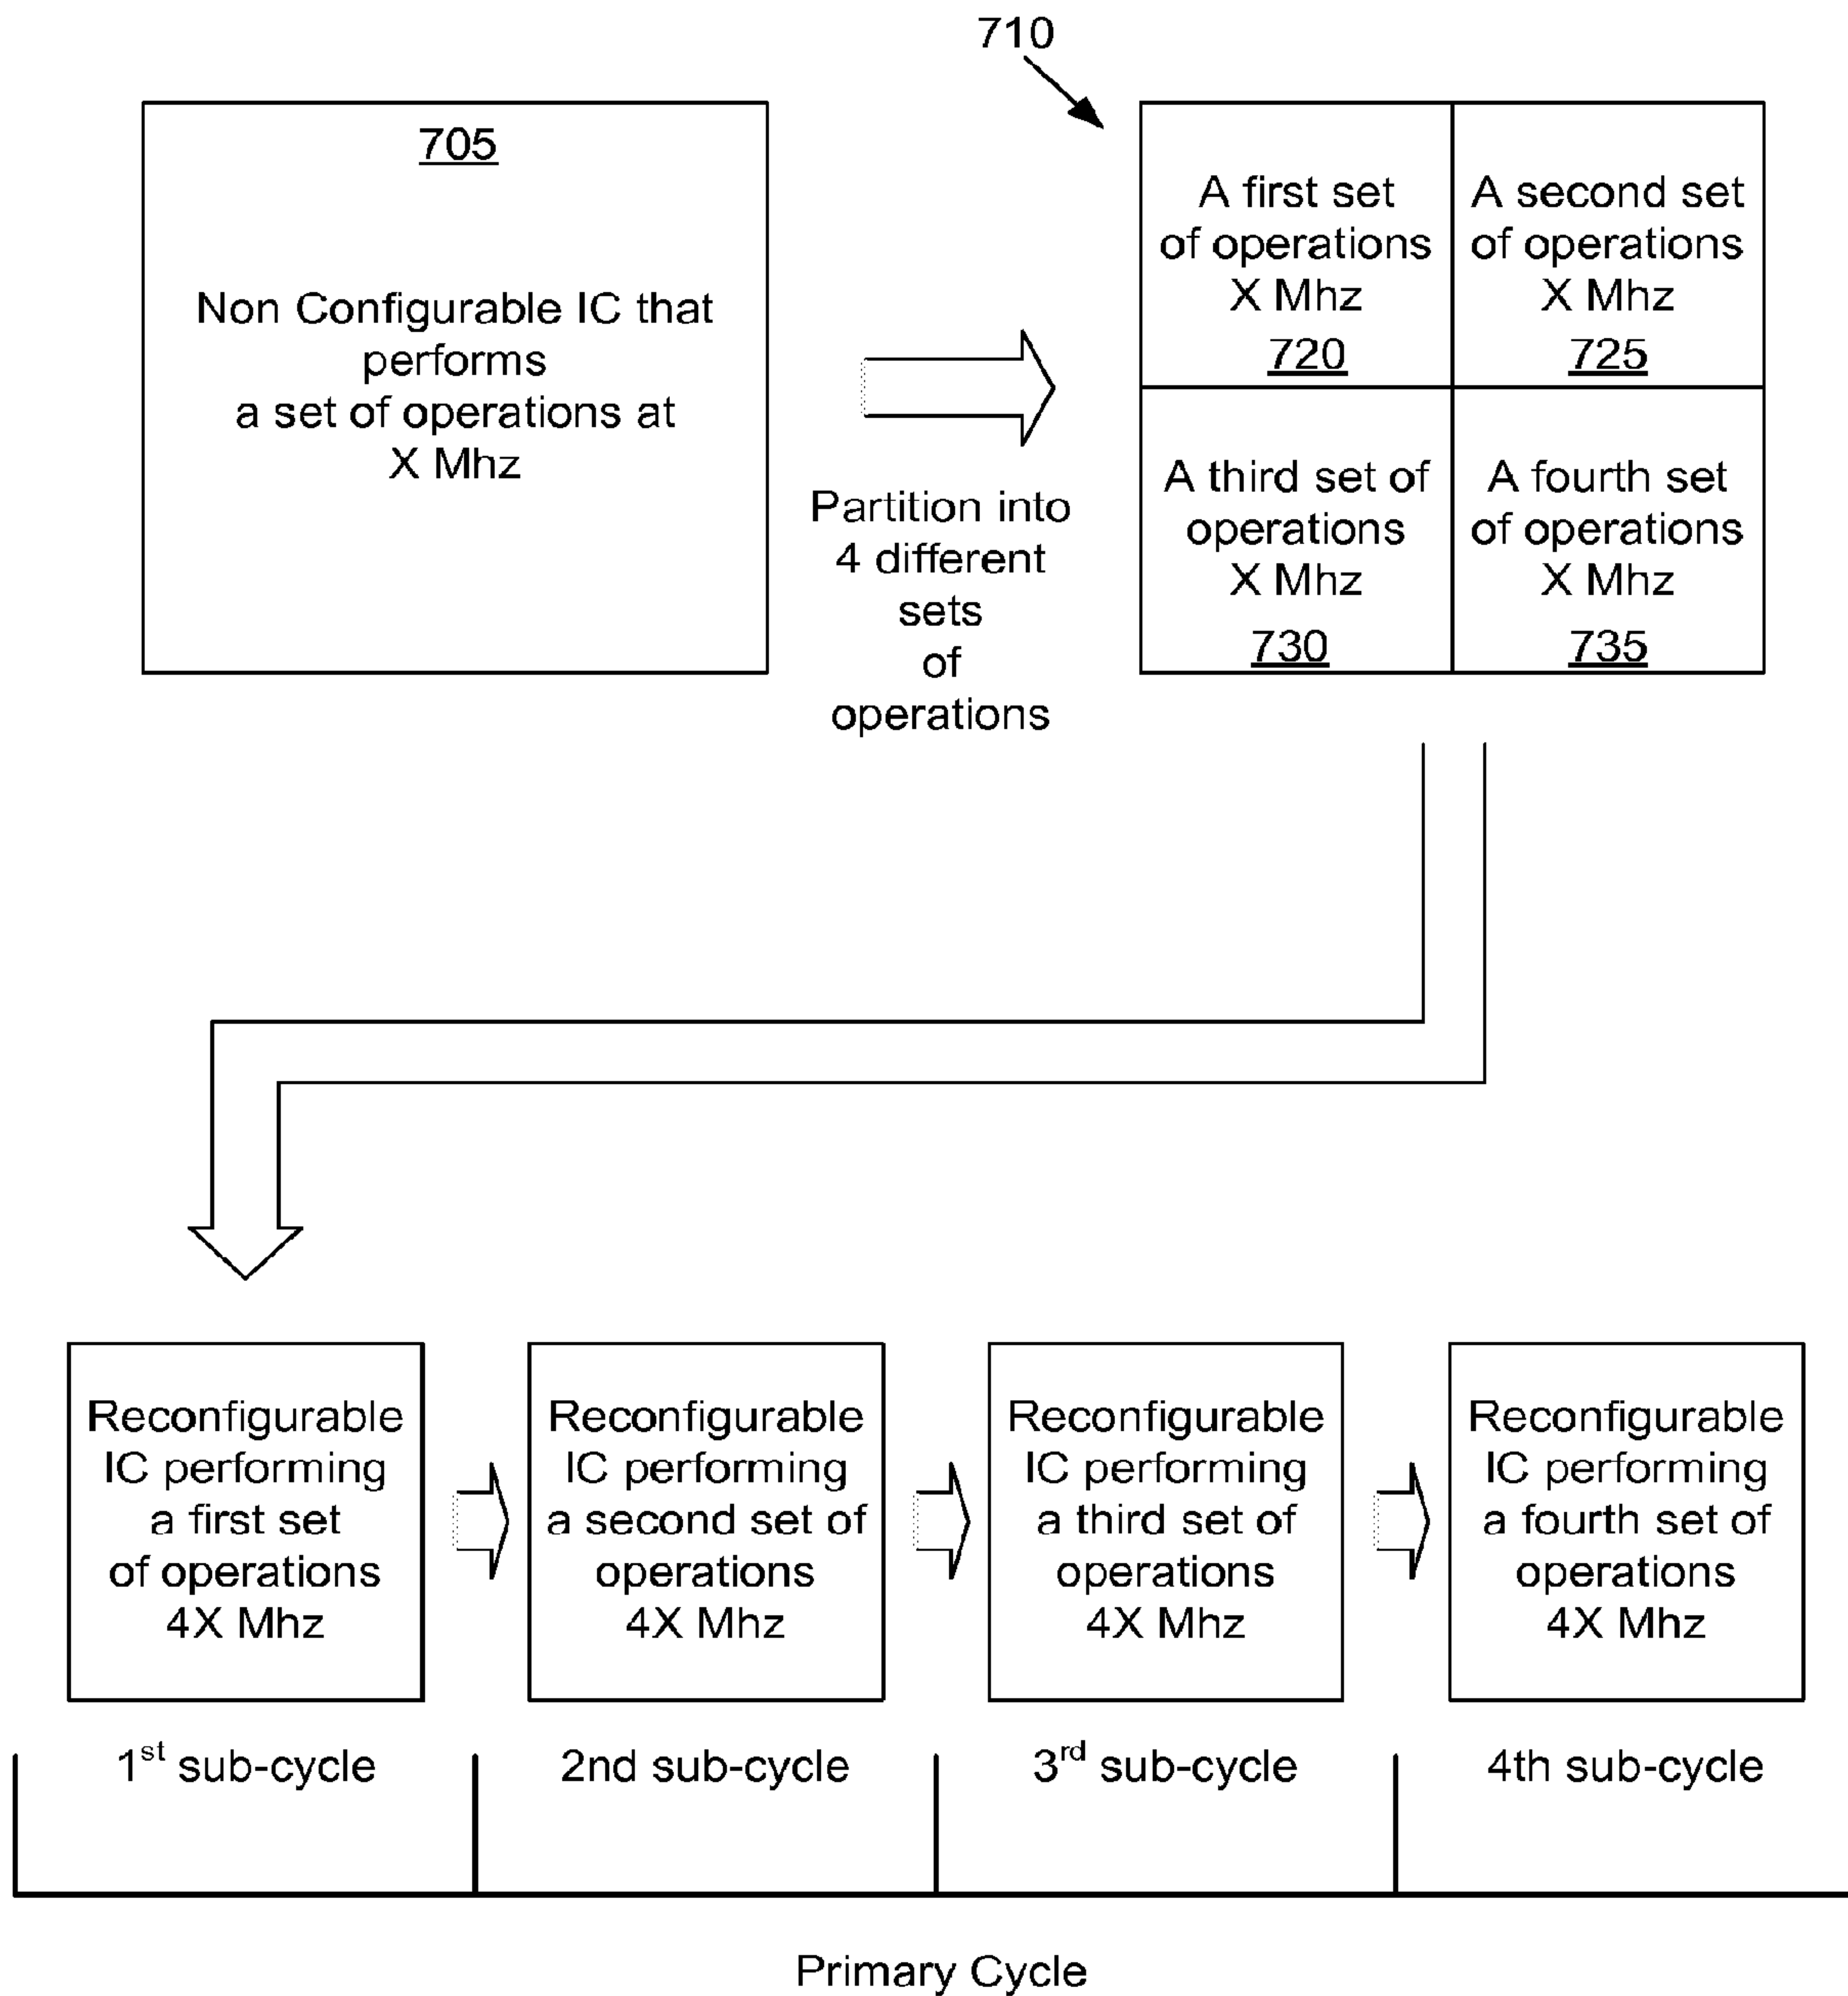 710
705
Non Configurable IC that
performs
a set of operations at
X Mhz
Partition into
4 different
sets
of
operations
A first set
of operations
X Mhz
720
A second set
of operations
X Mhz
725
A third set of
operations
X Mhz
730
A fourth set
of operations
X Mhz
735
Reconfigurable
IC performing
a first set
of operations
4X Mhz
Reconfigurable
IC performing
a second set of
operations
4X Mhz
Reconfigurable
IC performing
a third set of
operations
4X Mhz
Reconfigurable
IC performing
a fourth set of
operations
4X Mhz
1st sub-cycle
2nd sub-cycle
3rd sub-cycle
4th sub-cycle
Primary Cycle